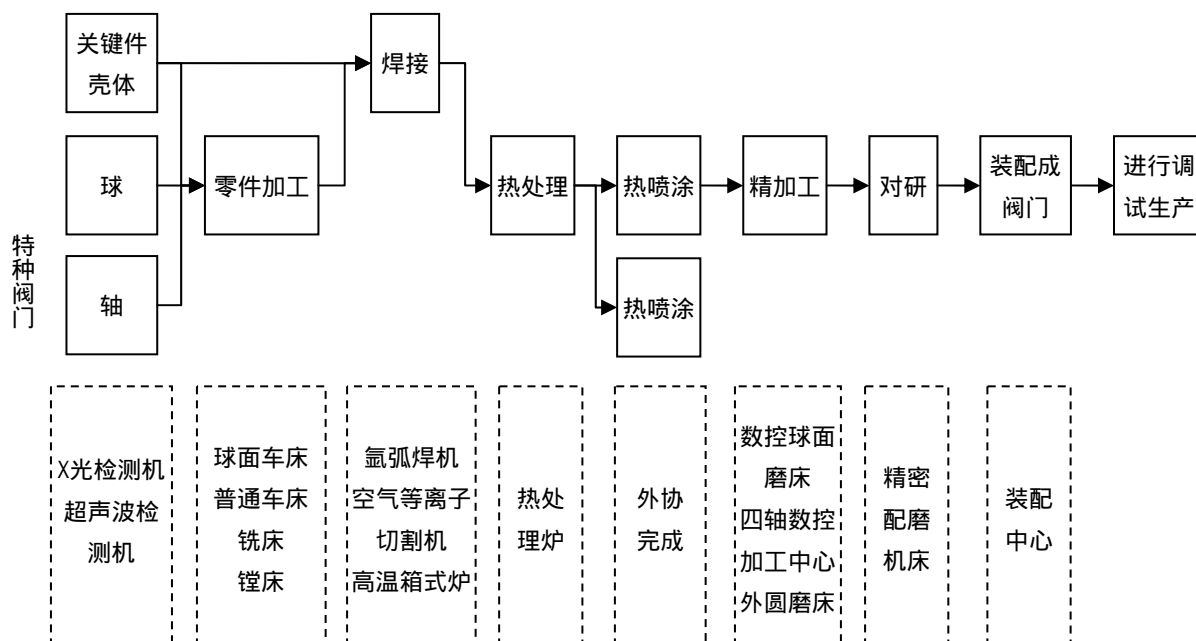 关键件
壳体
焊接
球
零件加工
热处理
热喷涂
精加工
对研
装配成
阀门
进行调
试生产
特种阀门
轴
热喷涂
X光检测机
超声波检
测机
球面车床
普通车床
铣床
镗床
氩弧焊机
空气等离子
切割机
高温箱式炉
热处
理炉
外协
完成
数控球面
磨床
四轴数控
加工中心
外圆磨床
精密
配磨
机床
装配
中心